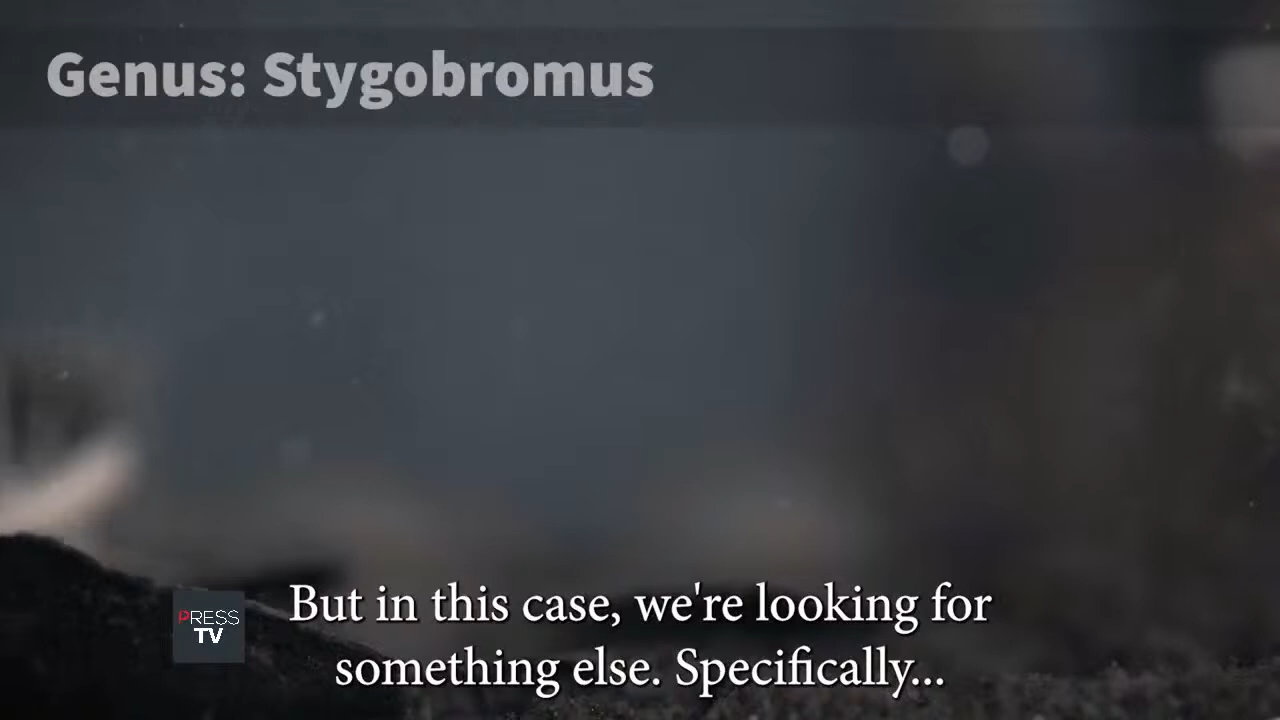 Genus: Stygobromus
But in this case, we're looking for
something else. Specifically...
PRESS
TV